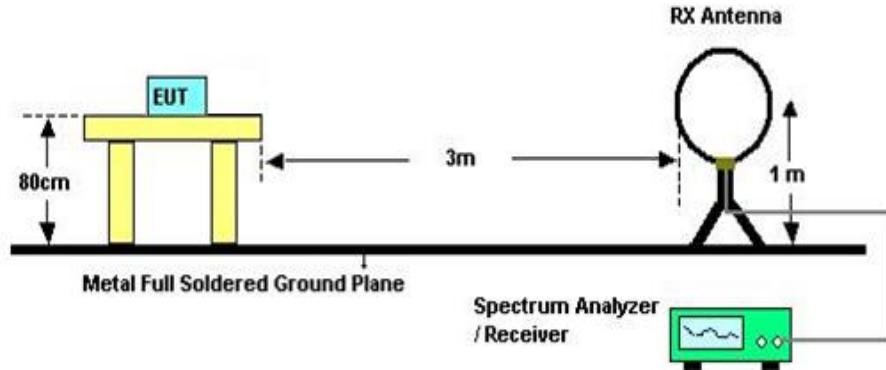 RX Antenna
EUT
3m
80cm
1 m
Metal Full Soldered Ground Plane
Spectrum Analyzer
/ Receiver